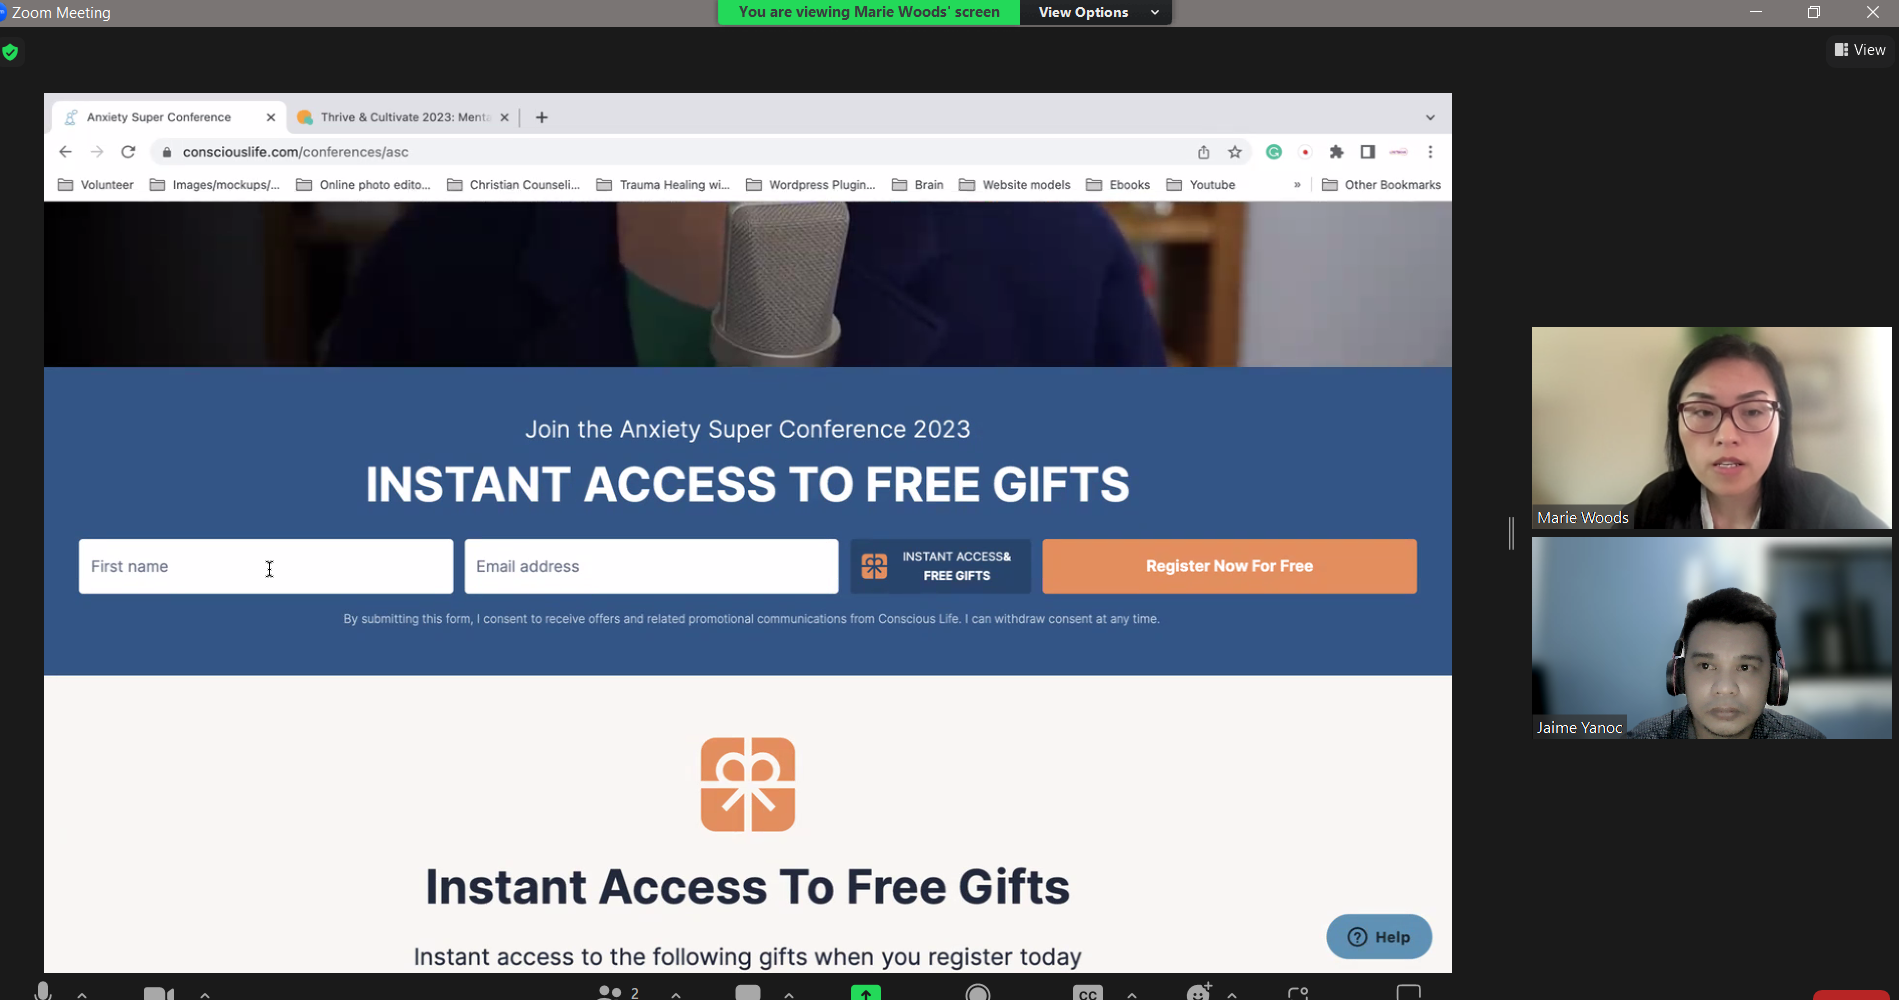 Zoom Meeting
You are viewing Marie Woods' screen
View Options
View
Anxiety Super Conference
Thrive & Cultivate 2023: Menta
consciouslife.com/conferences/asc
Volunteer
Images/mockups/...
Online photo edito...
Christian Counseli...
Trauma Healing wi...
Wordpress Plugin...
Brain
Website models
Ebooks
Youtube
»
Other Bookmarks
Join the Anxiety Super Conference 2023
INSTANT ACCESS TO FREE GIFTS
First name
Email address
INSTANT ACCESS&
FREE GIFTS
Register Now For Free
By submitting this form, I consent to receive offers and related promotional communications from Conscious Life. I can withdraw consent at any time.
Instant Access To Free Gifts
Instant access to the following gifts when you register today
Help
Marie Woods
Jaime Yanoc
2
CC